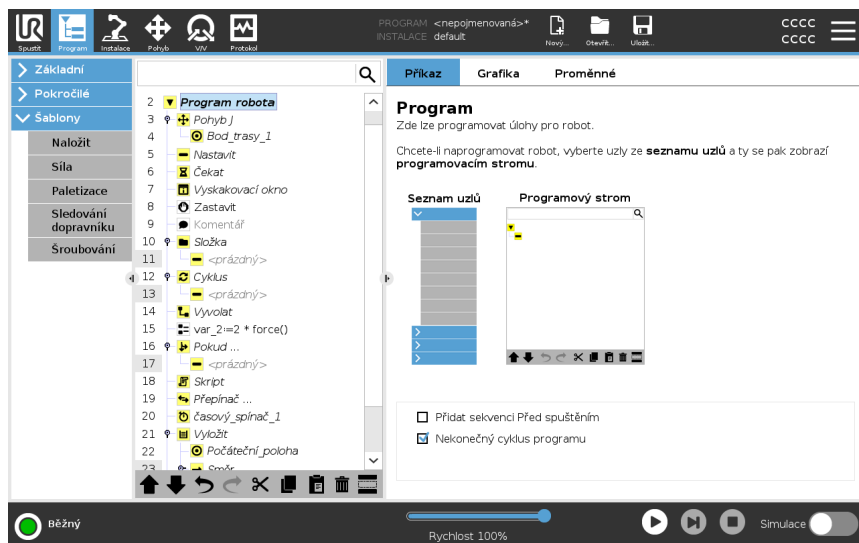 PROGRAM <nepojmenovaná>*
INSTALACE default
Spustit
Program
Instalace
Pohyb
V/V
Protokol
Nový...
Otevřít...
Uložit...
CCCC
CCCC
Základní
Pokročilé
Šablony
Naložit
Síla
Paletizace
Sledování
dopravníku
Šroubování
2 Program robota
3 Pohyb J
4 Bod_trasy_1
5 Nastavit
6 Čekat
7 Vyskakovací okno
8 Zastavit
9 Komentář
10 Složka
11 <prázdný>
12 Cyklus
13 <prázdný>
14 Vyvolat
15 var_2:=2 * force()
16 Pokud ...
17 <prázdný>
18 Skript
19 Přepínač ...
20 časový_spínač_1
21 Vyložit
22 Počáteční_poloha
23 Směr
Příkaz
Grafika
Proměnné
Program
Zde lze programovat úlohy pro robot.
Chcete-li naprogramovat robot, vyberte uzly ze seznamu uzlů a ty se pak zobrazí
programovacím stromu.
Seznam uzlů
Programový strom
Přidat sekvenci Před spuštěním
Nekonečný cyklus programu
Běžný
Rychlost 100%
Simulace